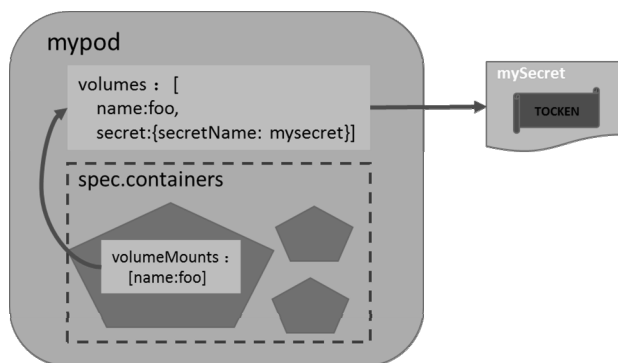 mypod
volumes： [
name:foo,
secret:{secretName: mysecret}]
spec.containers
volumeMounts：
[name:foo]
mySecret
TOCKEN